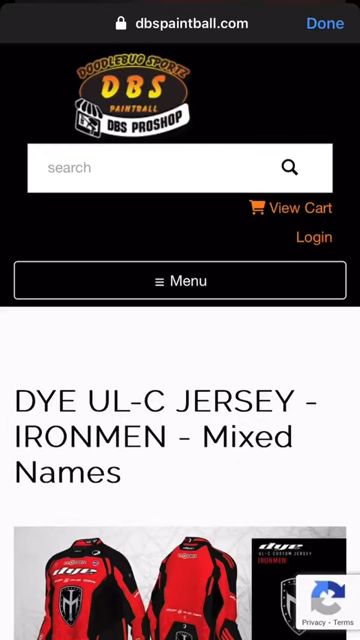 dbspaintball.com
Done
DOODLEBUG SPORTZ
DBS
PAINTBALL
DBS PROSHOP
search
View Cart
Login
≡ Menu
DYE UL-C JERSEY -
IRONMEN - Mixed
Names
dye
UL-C CUSTOM JERSEY
IRONMEN
dye
Privacy - Terms